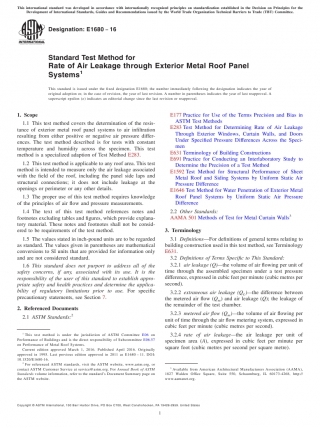 This international standard was developed in accordance with internationally recognized principles on standardization established in the Decision on Principles for the
Development of International Standards, Guides and Recommendations issued by the World Trade Organization Technical Barriers to Trade (TBT) Committee.
Designation: E1680 − 16
INTERNATIONAL
Standard Test Method for
Rate of Air Leakage through Exterior Metal Roof Panel
Systems1
This standard is issued under the fixed designation E1680; the number immediately following the designation indicates the year of
original adoption or, in the case of revision, the year of last revision. A number in parentheses indicates the year of last reapproval. A
superscript epsilon (ε) indicates an editorial change since the last revision or reapproval.
1. Scope
1.1 This test method covers the determination of the resis-
tance of exterior metal roof panel systems to air infiltration
resulting from either positive or negative air pressure differ-
ences. The test method described is for tests with constant
temperature and humidity across the specimen. This test
method is a specialized adaption of Test Method E283.
1.2 This test method is applicable to any roof area. This test
method is intended to measure only the air leakage associated
with the field of the roof, including the panel side laps and
structural connections; it does not include leakage at the
openings or perimeter or any other details.
1.3 The proper use of this test method requires knowledge
of the principles of air flow and pressure measurements.
1.4 The text of this test method references notes and
footnotes excluding tables and figures, which provide explana-
tory material. These notes and footnotes shall not be consid-
ered to be requirements of the test method.
1.5 The values stated in inch-pound units are to be regarded
as standard. The values given in parentheses are mathematical
conversions to SI units that are provided for information only
and are not considered standard.
1.6 This standard does not purport to address all of the
safety concerns, if any, associated with its use. It is the
responsibility of the user of this standard to establish appro-
priate safety and health practices and determine the applica-
bility of regulatory limitations prior to use. For specific
precautionary statements, see Section 7.
2. Referenced Documents
2.1 ASTM Standards:2
1 This test method is under the jurisdiction of ASTM Committee E06 on
Performance of Buildings and is the direct responsibility of Subcommittee E06.57
on Performance of Metal Roof Systems.
Current edition approved March 1, 2016. Published April 2016. Originally
approved in 1995. Last previous edition approved in 2011 as E1680 – 11. DOI:
10.1520/E1680-16.
2 For referenced ASTM standards, visit the ASTM website, www.astm.org, or
contact ASTM Customer Service at service@astm.org. For Annual Book of ASTM
Standards volume information, refer to the standard's Document Summary page on
the ASTM website.
E177 Practice for Use of the Terms Precision and Bias in
ASTM Test Methods
E283 Test Method for Determining Rate of Air Leakage
Through Exterior Windows, Curtain Walls, and Doors
Under Specified Pressure Differences Across the Speci-
men
E631 Terminology of Building Constructions
E691 Practice for Conducting an Interlaboratory Study to
Determine the Precision of a Test Method
E1592 Test Method for Structural Performance of Sheet
Metal Roof and Siding Systems by Uniform Static Air
Pressure Difference
E1646 Test Method for Water Penetration of Exterior Metal
Roof Panel Systems by Uniform Static Air Pressure
Difference
2.2 Other Standards:
AAMA 501 Methods of Test for Metal Curtain Walls3
3. Terminology
3.1 Definitions—For definitions of general terms relating to
building construction used in this test method, see Terminology
E631.
3.2 Definitions of Terms Specific to This Standard:
3.2.1 air leakage (Q)—the volume of air flowing per unit of
time through the assembled specimen under a test pressure
difference, expressed in cubic feet per minute (cubic metres per
second).
3.2.2 extraneous air leakage (QL)—the difference between
the metered air flow (Qm) and air leakage (Q); the leakage of
the remainder of the test chamber.
3.2.3 metered air flow (Qm)—the volume of air flowing per
unit of time through the air flow metering system, expressed in
cubic feet per minute (cubic metres per second).
3.2.4 rate of air leakage—the air leakage per unit of
specimen area (A), expressed in cubic feet per minute per
square foot (cubic metres per second per square metre).
3 Available from American Architectural Manufacturers Association (AAMA),
1827 Walden Office Square, Suite 550, Schaumburg, IL 60173-4268, http://
www.aamanet.org.
Copyright © ASTM International, 100 Barr Harbor Drive, PO Box C700, West Conshohocken, PA 19428-2959. United States
1